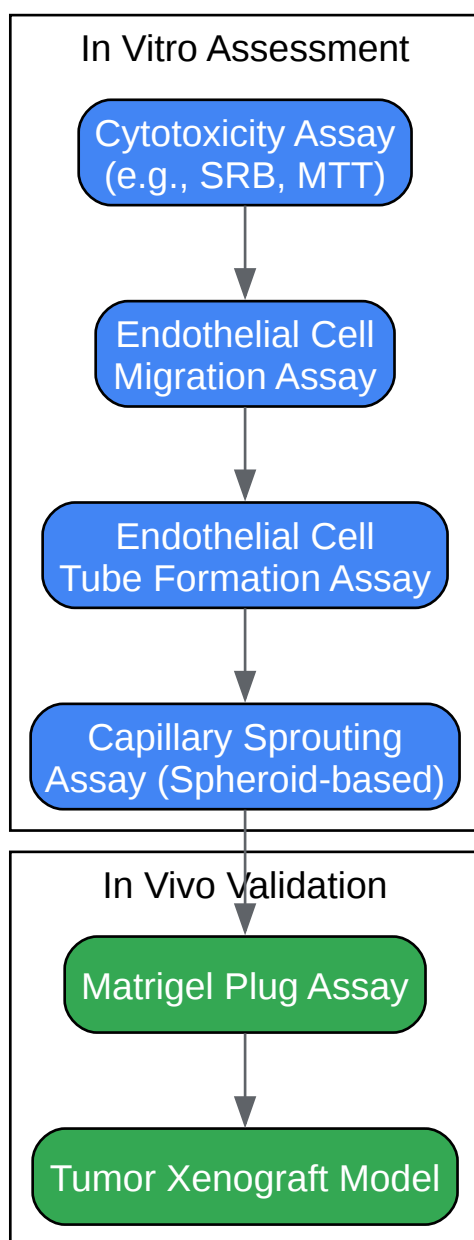 In Vitro Assessment
Cytotoxicity Assay
(e.g., SRB, MTT)
Endothelial Cell
Migration Assay
Endothelial Cell
Tube Formation Assay
Capillary Sprouting
Assay (Spheroid-based)
In Vivo Validation
Matrigel Plug Assay
Tumor Xenograft Model